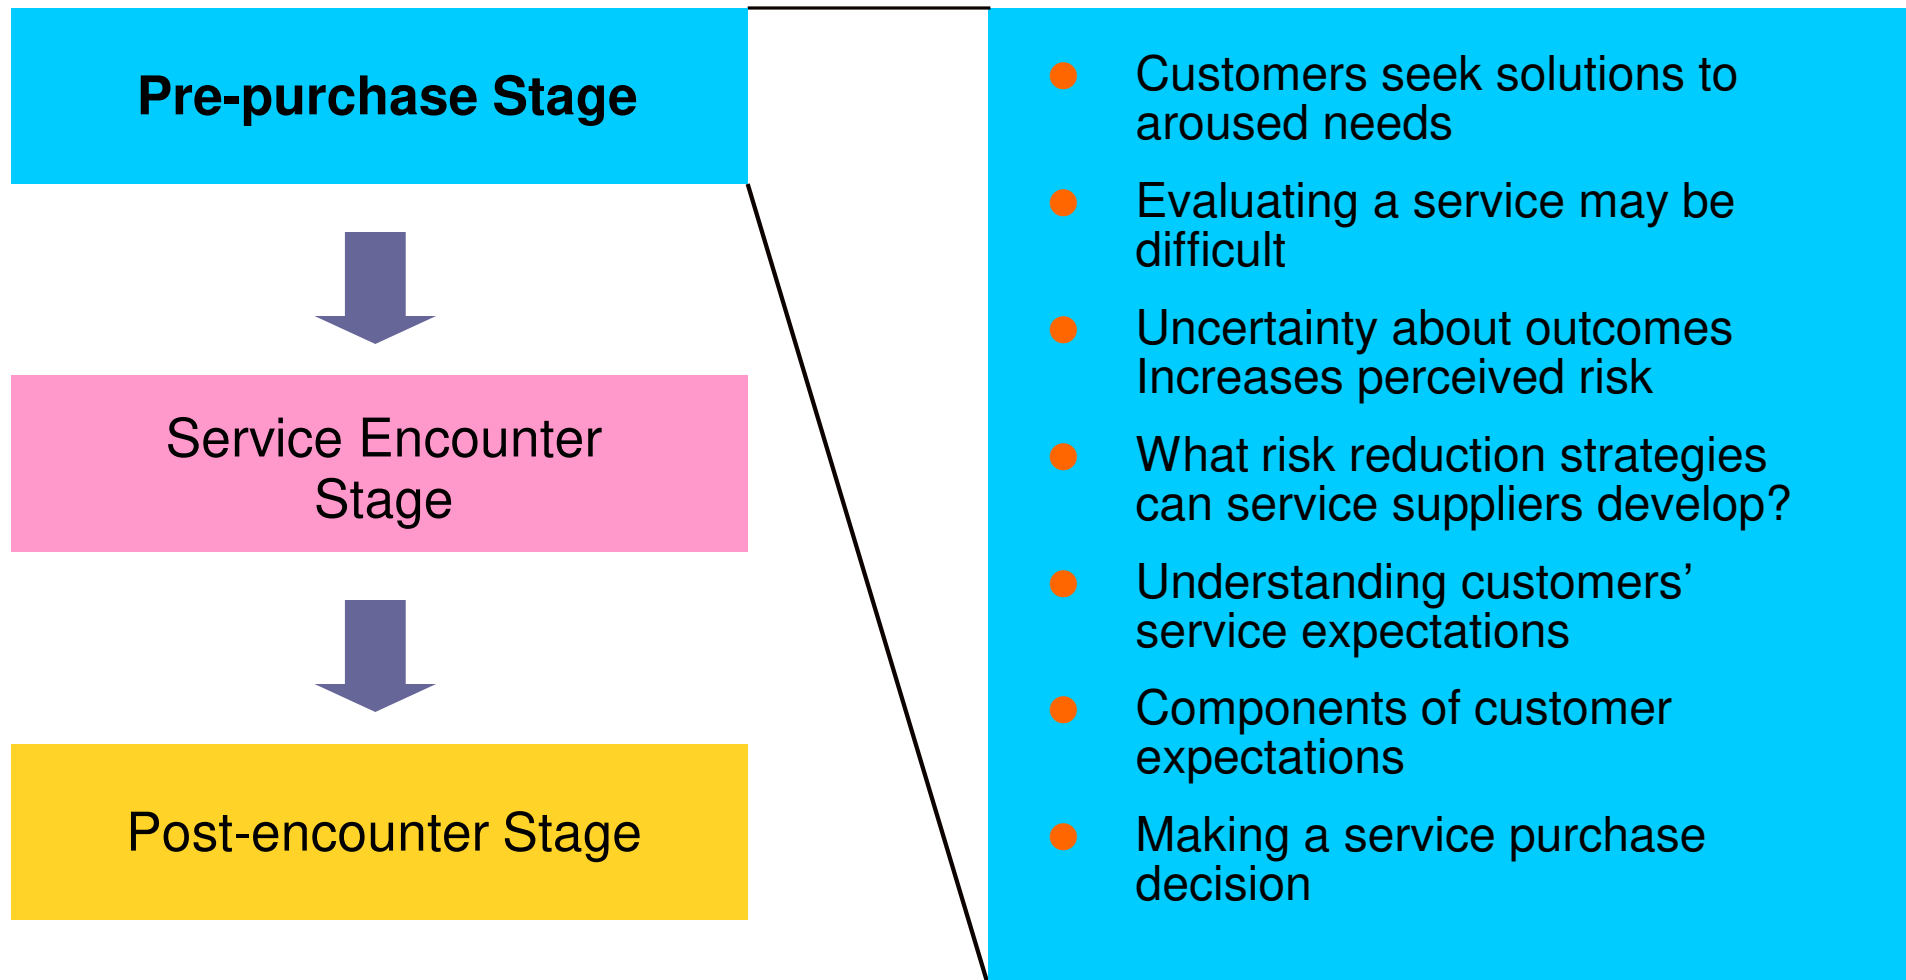 Pre-purchase Stage
Service Encounter
Stage
Post-encounter Stage
Customers seek solutions to
aroused needs
Evaluating a service may be
difficult
Uncertainty about outcomes
Increases perceived risk
What risk reduction strategies
can service suppliers develop?
Understanding customers’
service expectations
Components of customer
expectations
Making a service purchase
decision